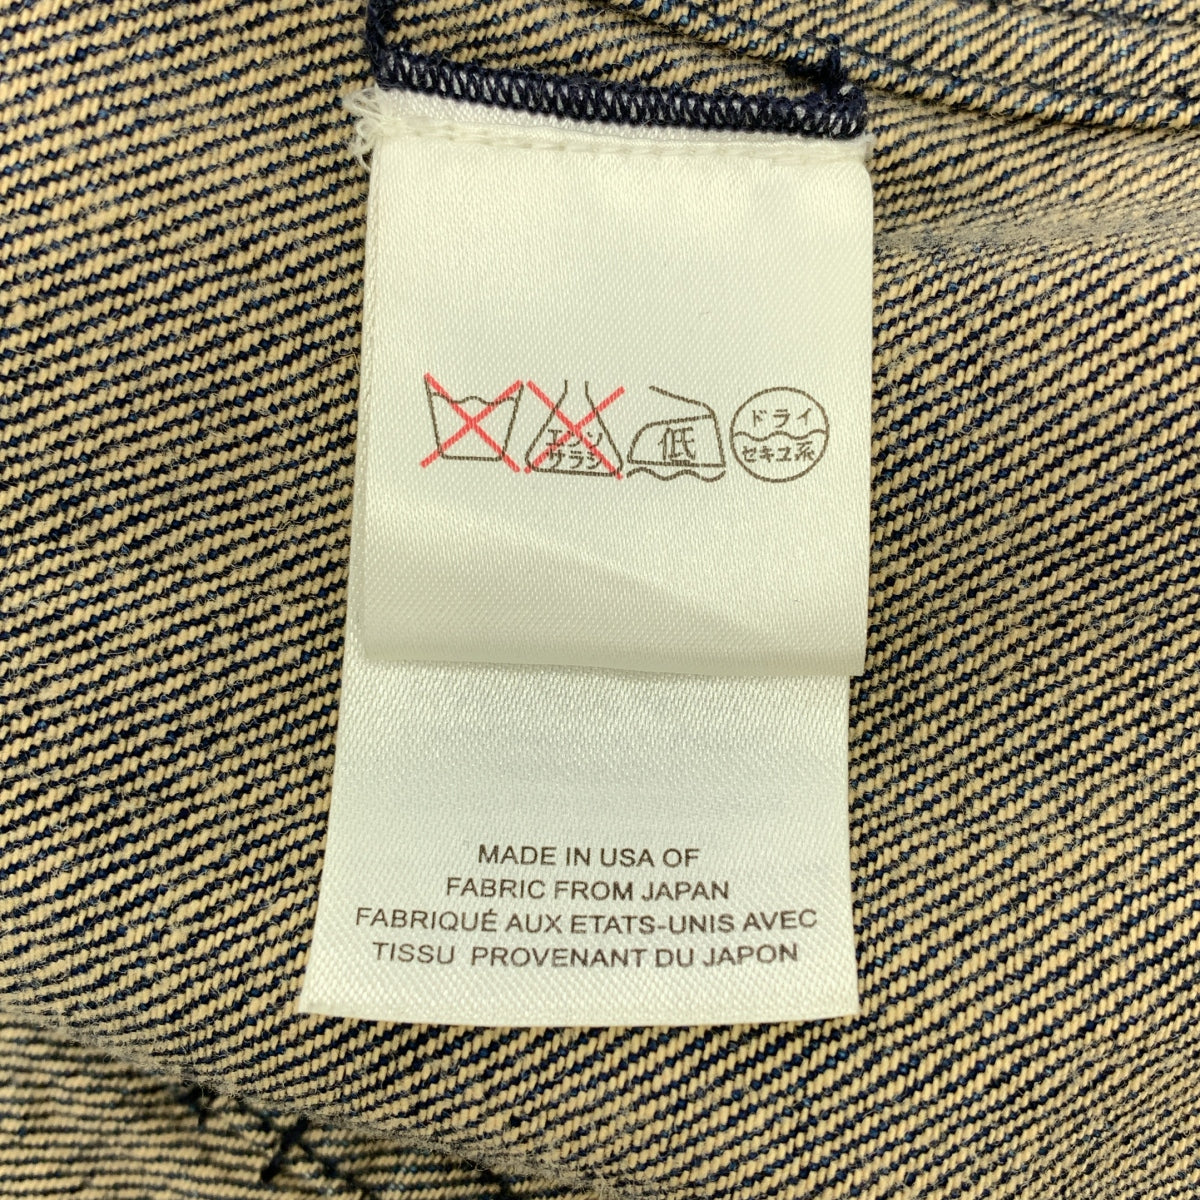 エンソ
サラシ
低
ドライ
セキユ系
MADE IN USA OF
FABRIC FROM JAPAN
FABRIQUÉ AUX ETATS-UNIS AVEC
TISSU PROVENANT DU JAPON